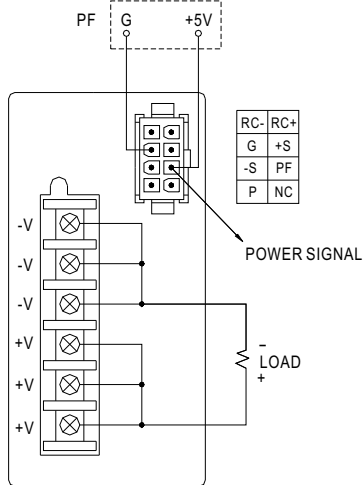 PF G +5V
RC- RC+
G +S
-S PF
P NC
POWER SIGNAL
-V
-V
-V
+V
+V
+V
−
LOAD
+